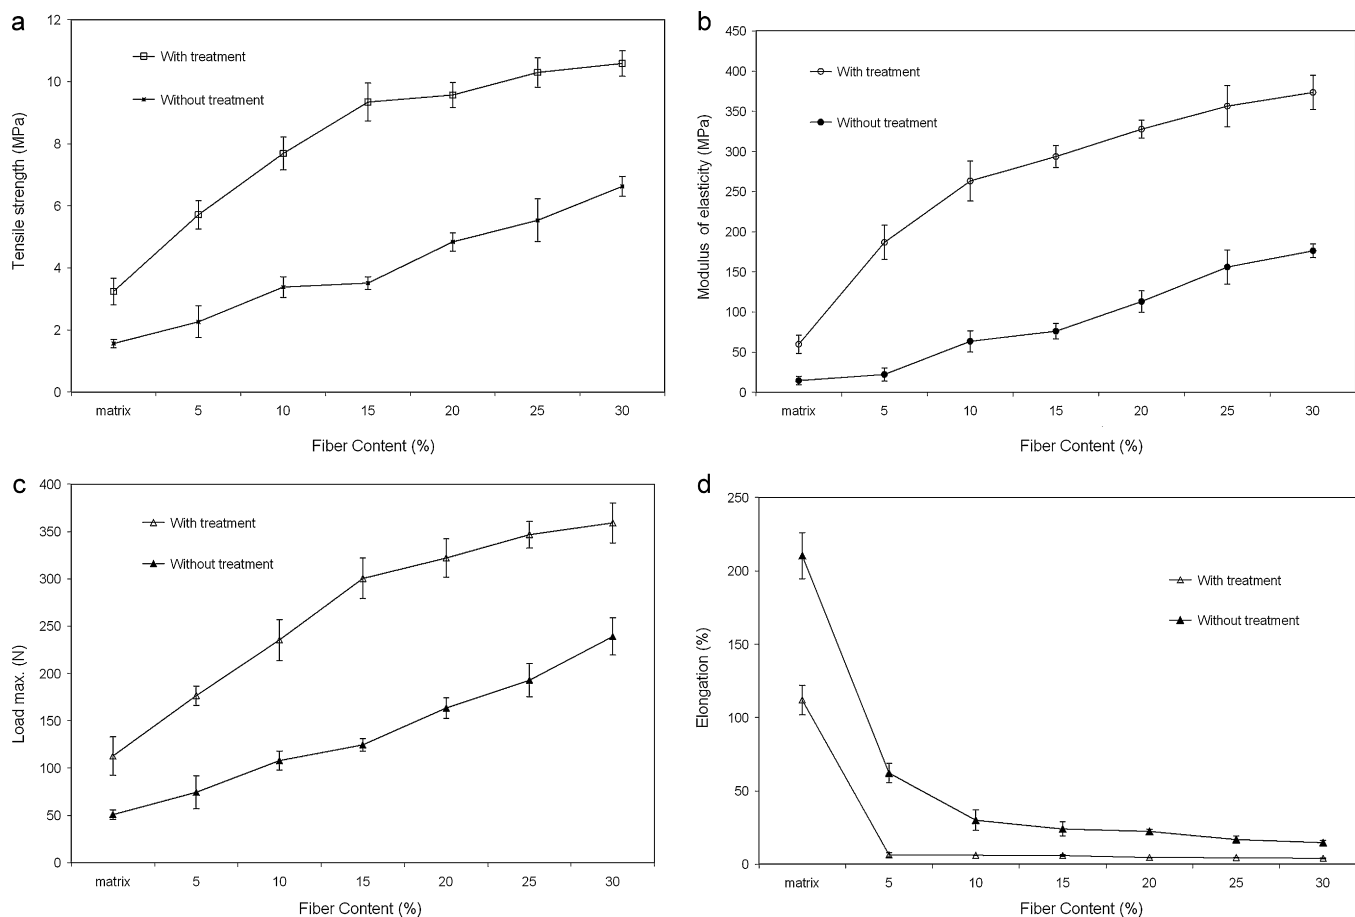 a
12
10
8
6
4
2
0
Tensile strength (MPa)
With treatment
Without treatment
matrix 5 10 15 20 25 30
Fiber Content (%)
b
450
400
350
300
250
200
150
100
50
0
Modulus of elasticity (MPa)
With treatment
Without treatment
matrix 5 10 15 20 25 30
Fiber Content (%)
c
400
350
300
250
200
150
100
50
0
Load max. (N)
With treatment
Without treatment
matrix 5 10 15 20 25 30
Fiber Content (%)
d
250
200
150
100
50
0
Elongation (%)
With treatment
Without treatment
matrix 5 10 15 20 25 30
Fiber Content (%)